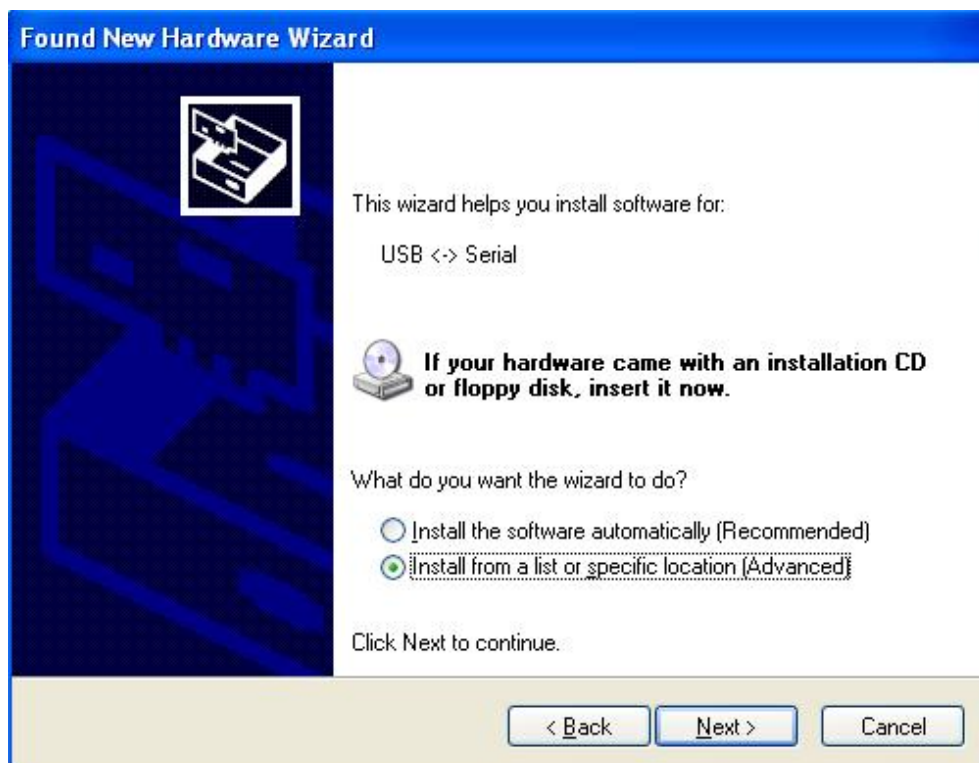 Found New Hardware Wizard
This wizard helps you install software for:
USB <-> Serial
If your hardware came with an installation CD
or floppy disk, insert it now.
What do you want the wizard to do?
Install the software automatically (Recommended)
Install from a list or specific location (Advanced)
Click Next to continue.
< Back Next > Cancel